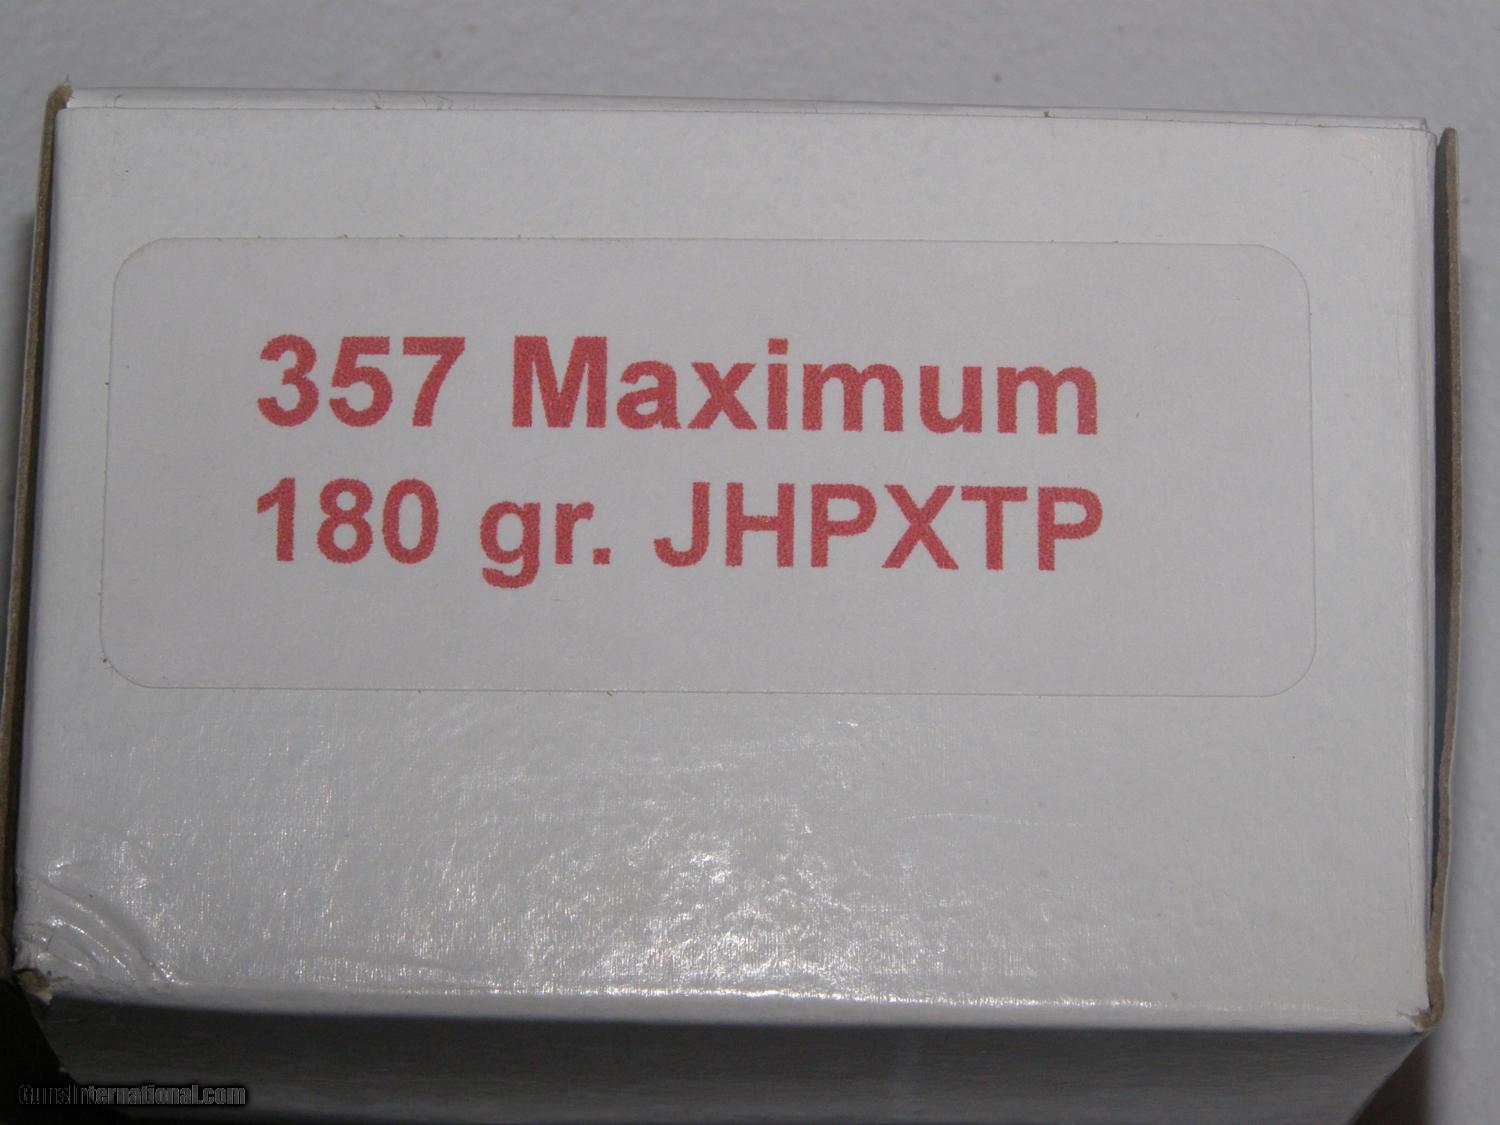 357 Maximum
180 gr. JHPXTP
GunsInternational.com